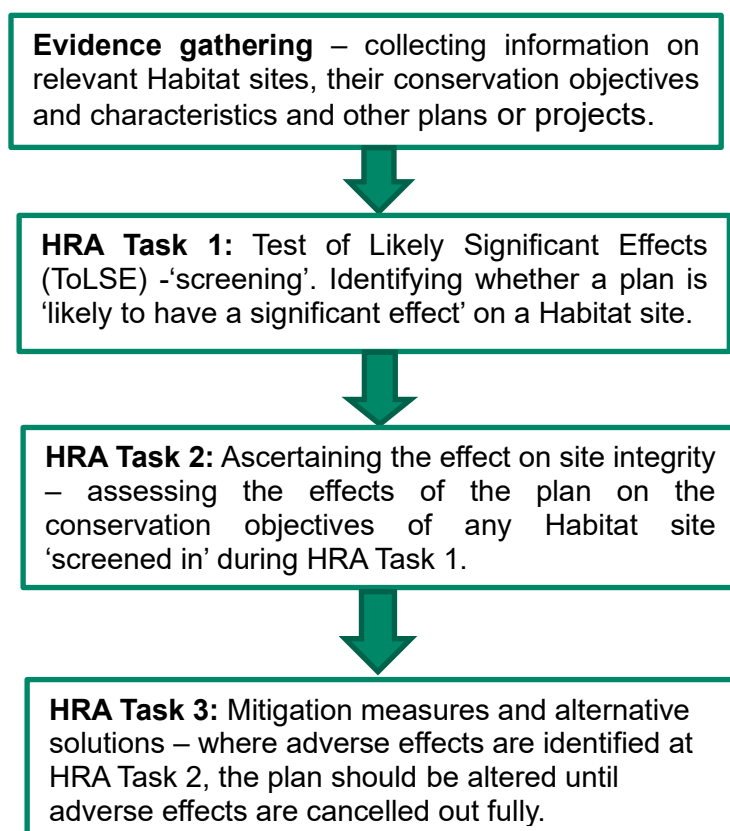 Evidence gathering – collecting information on
relevant Habitat sites, their conservation objectives
and characteristics and other plans or projects.
HRA Task 1: Test of Likely Significant Effects
(ToLSE) -‘screening’. Identifying whether a plan is
‘likely to have a significant effect’ on a Habitat site.
HRA Task 2: Ascertaining the effect on site integrity
– assessing the effects of the plan on the
conservation objectives of any Habitat site
‘screened in’ during HRA Task 1.
HRA Task 3: Mitigation measures and alternative
solutions – where adverse effects are identified at
HRA Task 2, the plan should be altered until
adverse effects are cancelled out fully.